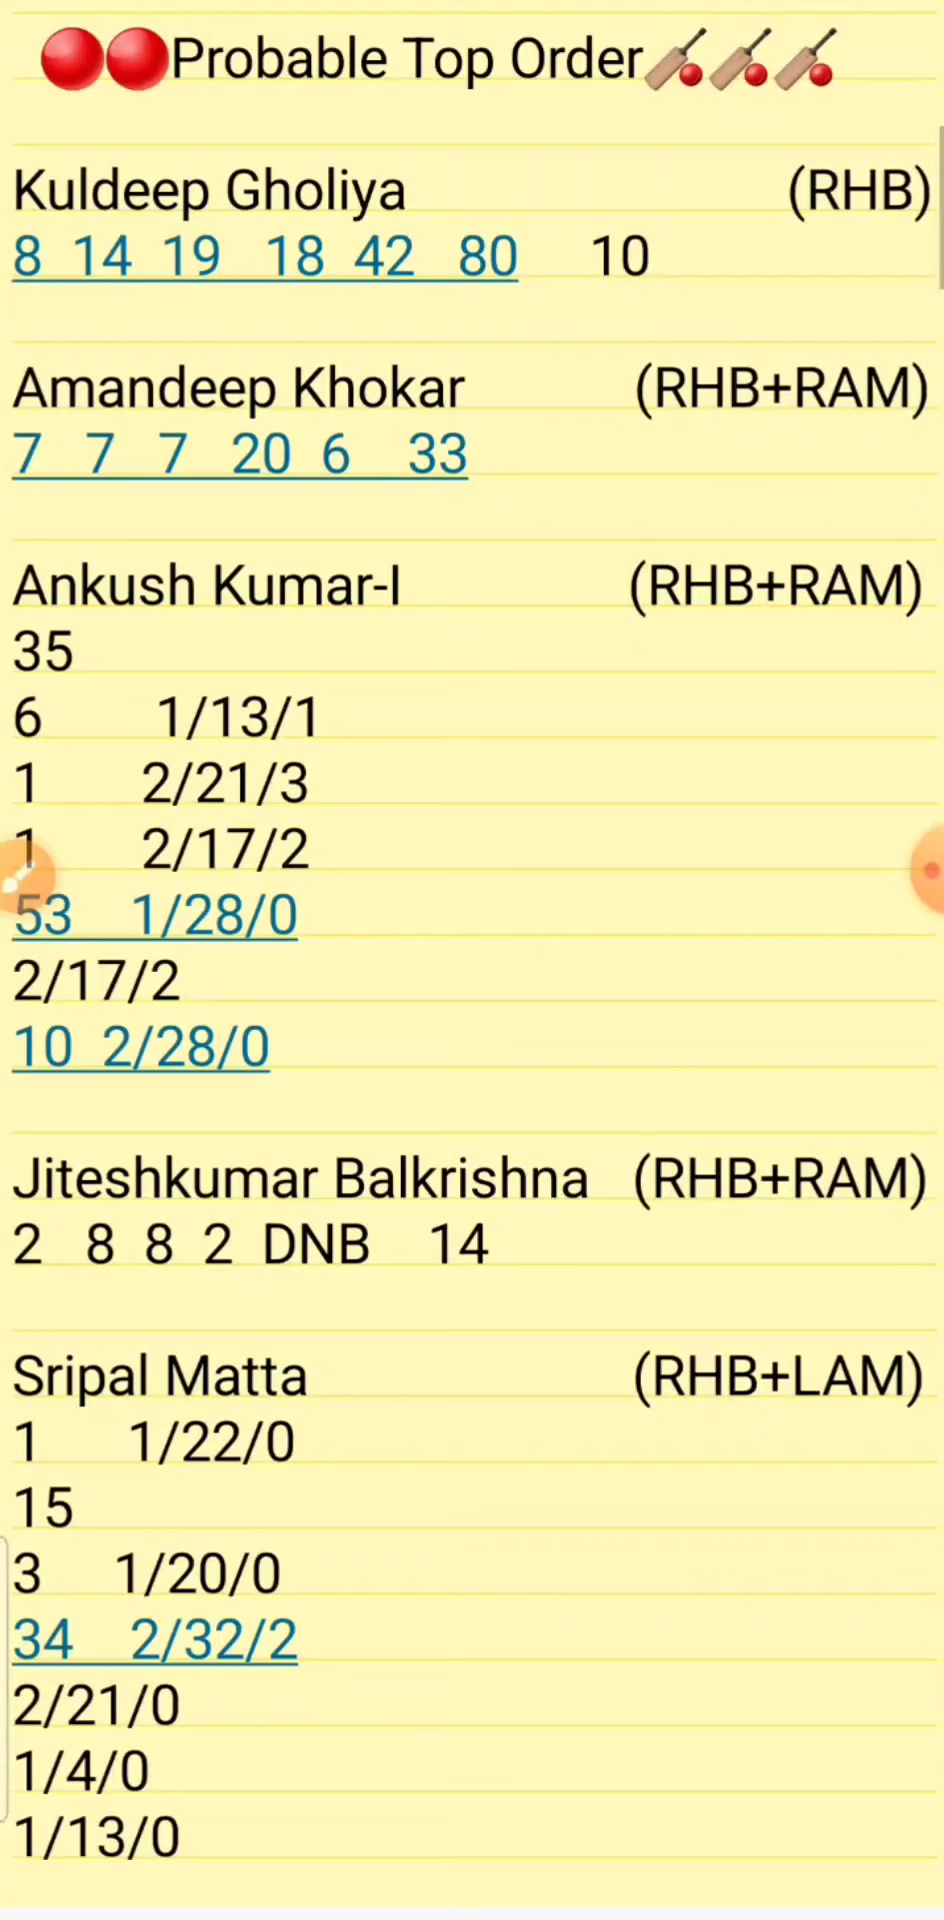 🔴🔴Probable Top Order🏏🏏🏏
Kuldeep Gholiya (RHB)
8 14 19 18 42 80 10
Amandeep Khokar (RHB+RAM)
7 7 7 20 6 33
Ankush Kumar-I (RHB+RAM)
35
6 1/13/1
1 2/21/3
1 2/17/2
53 1/28/0
2/17/2
10 2/28/0
Jiteshkumar Balkrishna (RHB+RAM)
2 8 8 2 DNB 14
Sripal Matta (RHB+LAM)
1 1/22/0
15
3 1/20/0
34 2/32/2
2/21/0
1/4/0
1/13/0